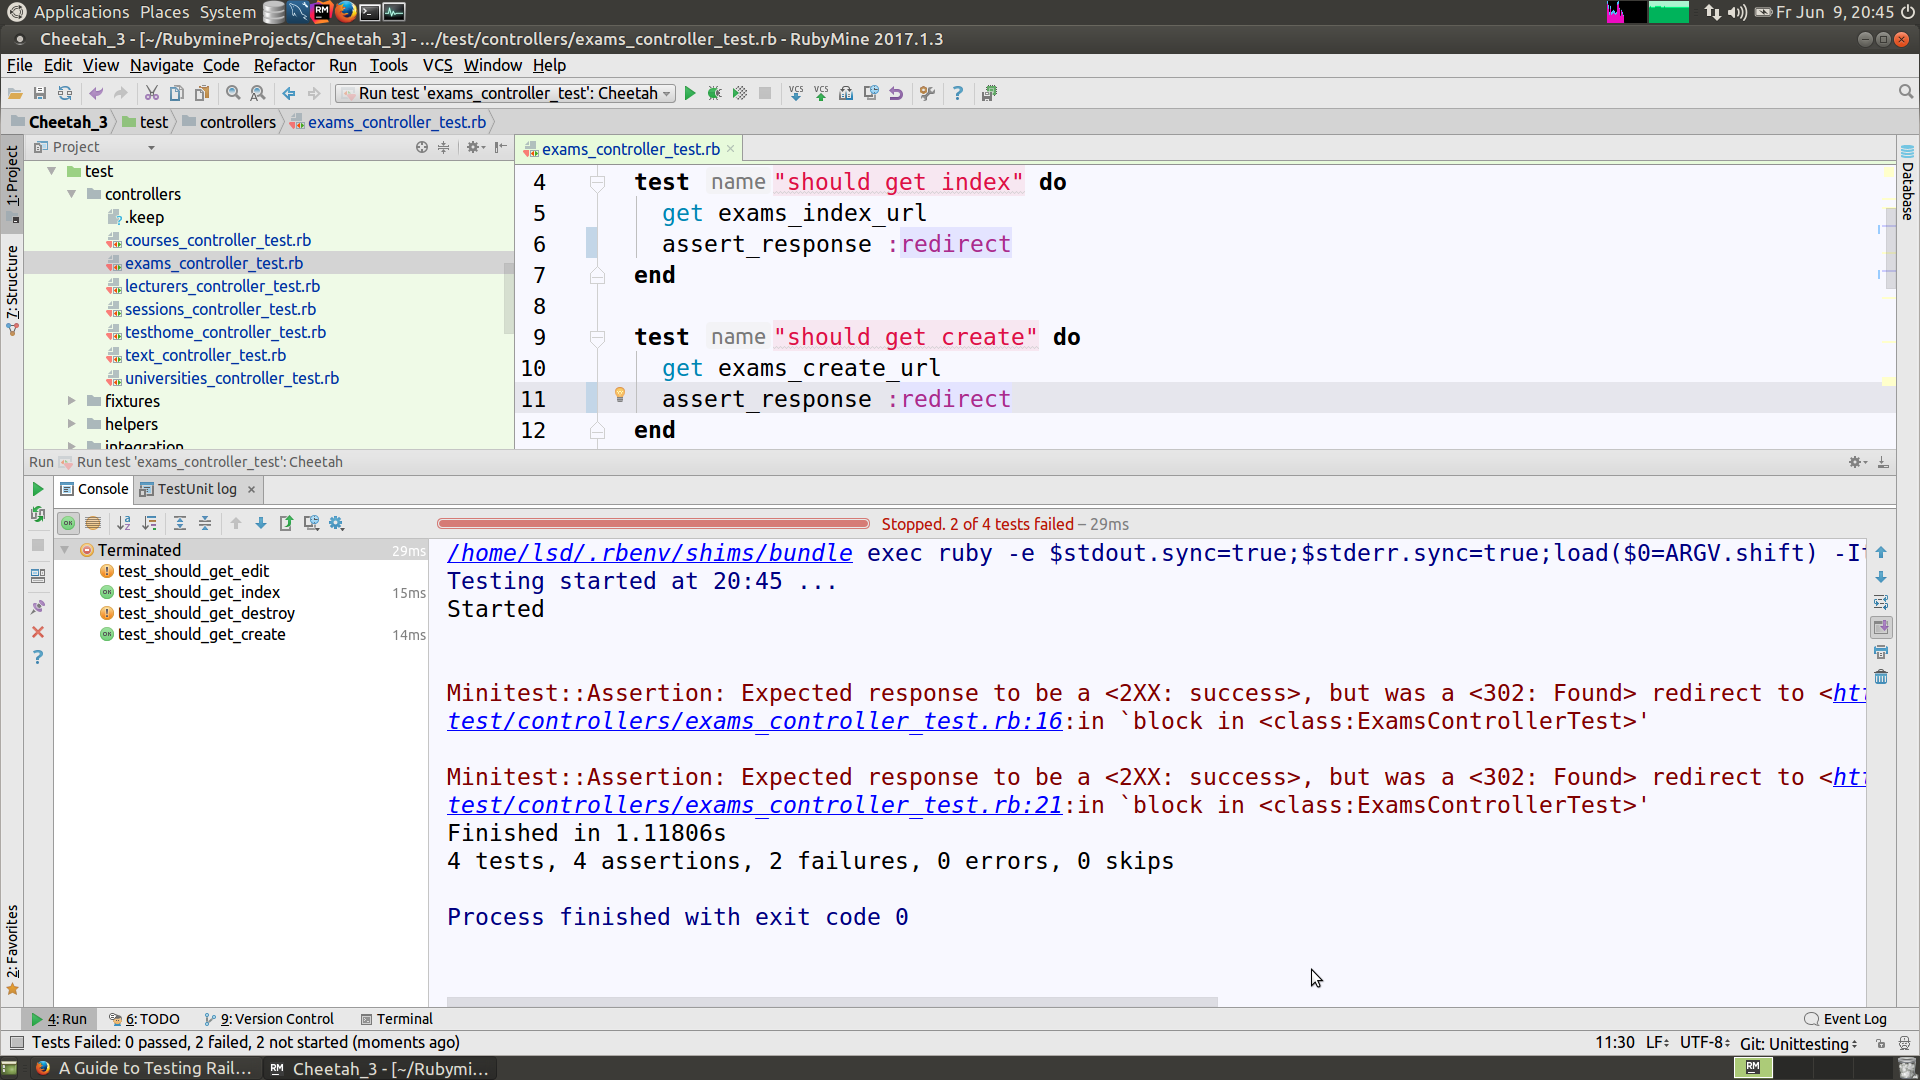 Applications Places System
Fr Jun 9, 20:45
Cheetah_3 - [~/RubymineProjects/Cheetah_3] - .../test/controllers/exams_controller_test.rb - RubyMine 2017.1.3
File Edit View Navigate Code Refactor Run Tools VCS Window Help
Run test 'exams_controller_test': Cheetah
VCS VCS
Cheetah_3 test controllers exams_controller_test.rb
1: Project
7: Structure
2: Favorites
Database
Project
test
controllers
.keep
courses_controller_test.rb
exams_controller_test.rb
lecturers_controller_test.rb
sessions_controller_test.rb
testhome_controller_test.rb
text_controller_test.rb
universities_controller_test.rb
fixtures
helpers
integration
exams_controller_test.rb
4 test name "should get index" do
5 get exams_index_url
6 assert_response :redirect
7 end
8
9 test name "should get create" do
10 get exams_create_url
11 assert_response :redirect
12 end
Run Run test 'exams_controller_test': Cheetah
Console TestUnit log
Stopped. 2 of 4 tests failed – 29ms
Terminated 29ms
test_should_get_edit
test_should_get_index 15ms
test_should_get_destroy
test_should_get_create 14ms
/home/lsd/.rbenv/shims/bundle exec ruby -e $stdout.sync=true;$stderr.sync=true;load($0=ARGV.shift) -It
Testing started at 20:45 ...
Started
Minitest::Assertion: Expected response to be a <2XX: success>, but was a <302: Found> redirect to <htt
test/controllers/exams_controller_test.rb:16:in `block in <class:ExamsControllerTest>'
Minitest::Assertion: Expected response to be a <2XX: success>, but was a <302: Found> redirect to <htt
test/controllers/exams_controller_test.rb:21:in `block in <class:ExamsControllerTest>'
Finished in 1.11806s
4 tests, 4 assertions, 2 failures, 0 errors, 0 skips
Process finished with exit code 0
4: Run 6: TODO 9: Version Control Terminal
Event Log
Tests Failed: 0 passed, 2 failed, 2 not started (moments ago)
11:30 LF UTF-8 Git: Unittesting
A Guide to Testing Rail...
Cheetah_3 - [~/Rubymi...